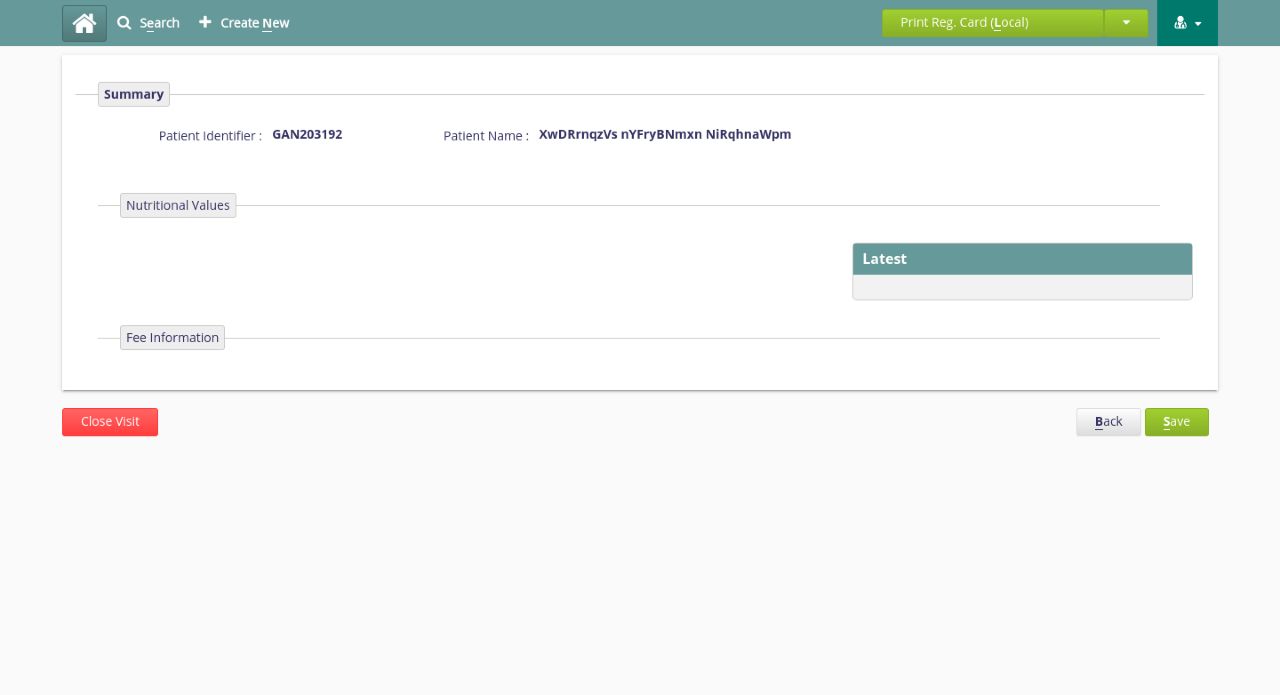 Search Create New Print Reg. Card (Local)
Summary
Patient Identifier : GAN203192 Patient Name : XwDRrnqzVs nYFryBNmxn NiRqhnaWpm
Nutritional Values
Latest
Fee Information
Close Visit Back Save